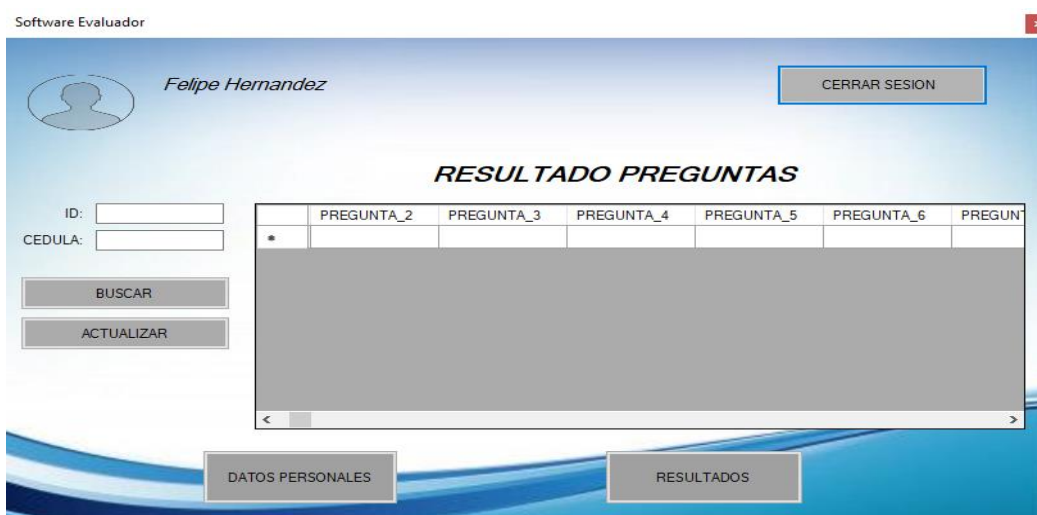 Software Evaluador
Felipe Hernandez
CERRAR SESION
RESULTADO PREGUNTAS
ID:
CEDULA:
PREGUNTA_2 PREGUNTA_3 PREGUNTA_4 PREGUNTA_5 PREGUNTA_6 PREGUNT
*
BUSCAR
ACTUALIZAR
DATOS PERSONALES
RESULTADOS